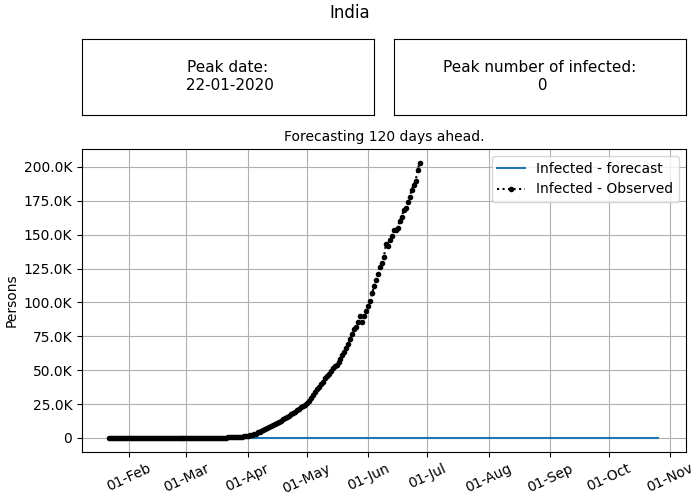 India
Peak date:
22-01-2020
Peak number of infected:
0
Forecasting 120 days ahead.
Infected - forecast
Infected - Observed
Persons
200.0K
175.0K
150.0K
125.0K
100.0K
75.0K
50.0K
25.0K
0
01-Feb 01-Mar 01-Apr 01-May 01-Jun 01-Jul 01-Aug 01-Sep 01-Oct 01-Nov